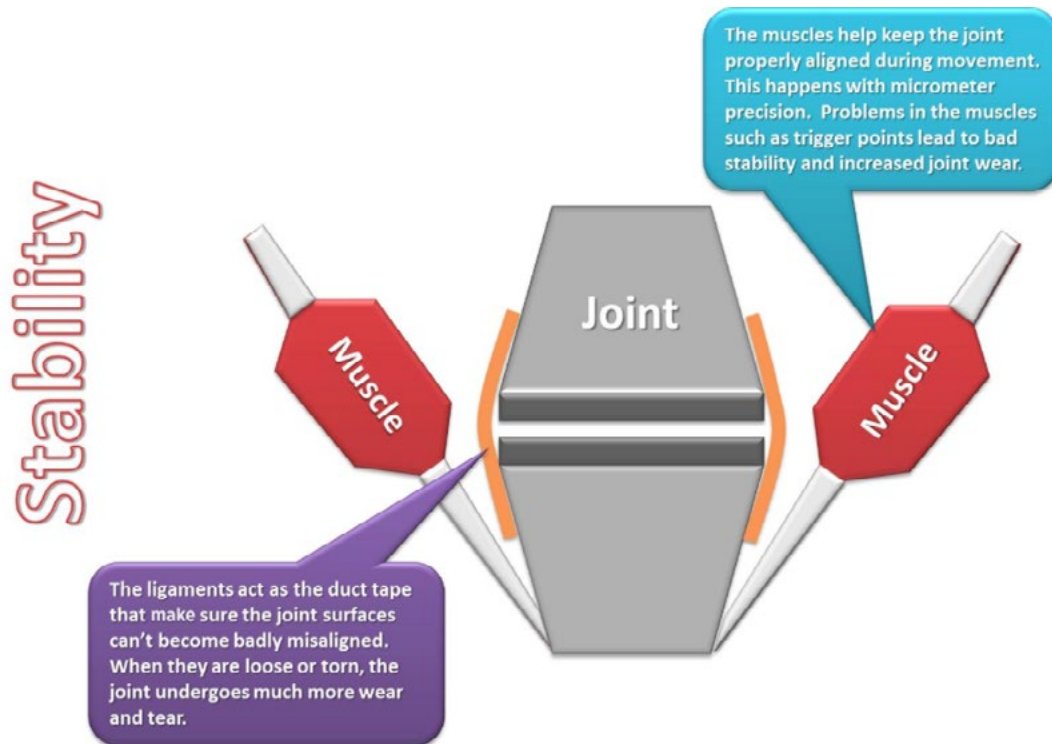 Stability
The muscles help keep the joint
properly aligned during movement.
This happens with micrometer
precision.  Problems in the muscles
such as trigger points lead to bad
stability and increased joint wear.
Joint
Muscle
Muscle
The ligaments act as the duct tape
that make sure the joint surfaces
can't become badly misaligned.
When they are loose or torn, the
joint undergoes much more wear
and tear.